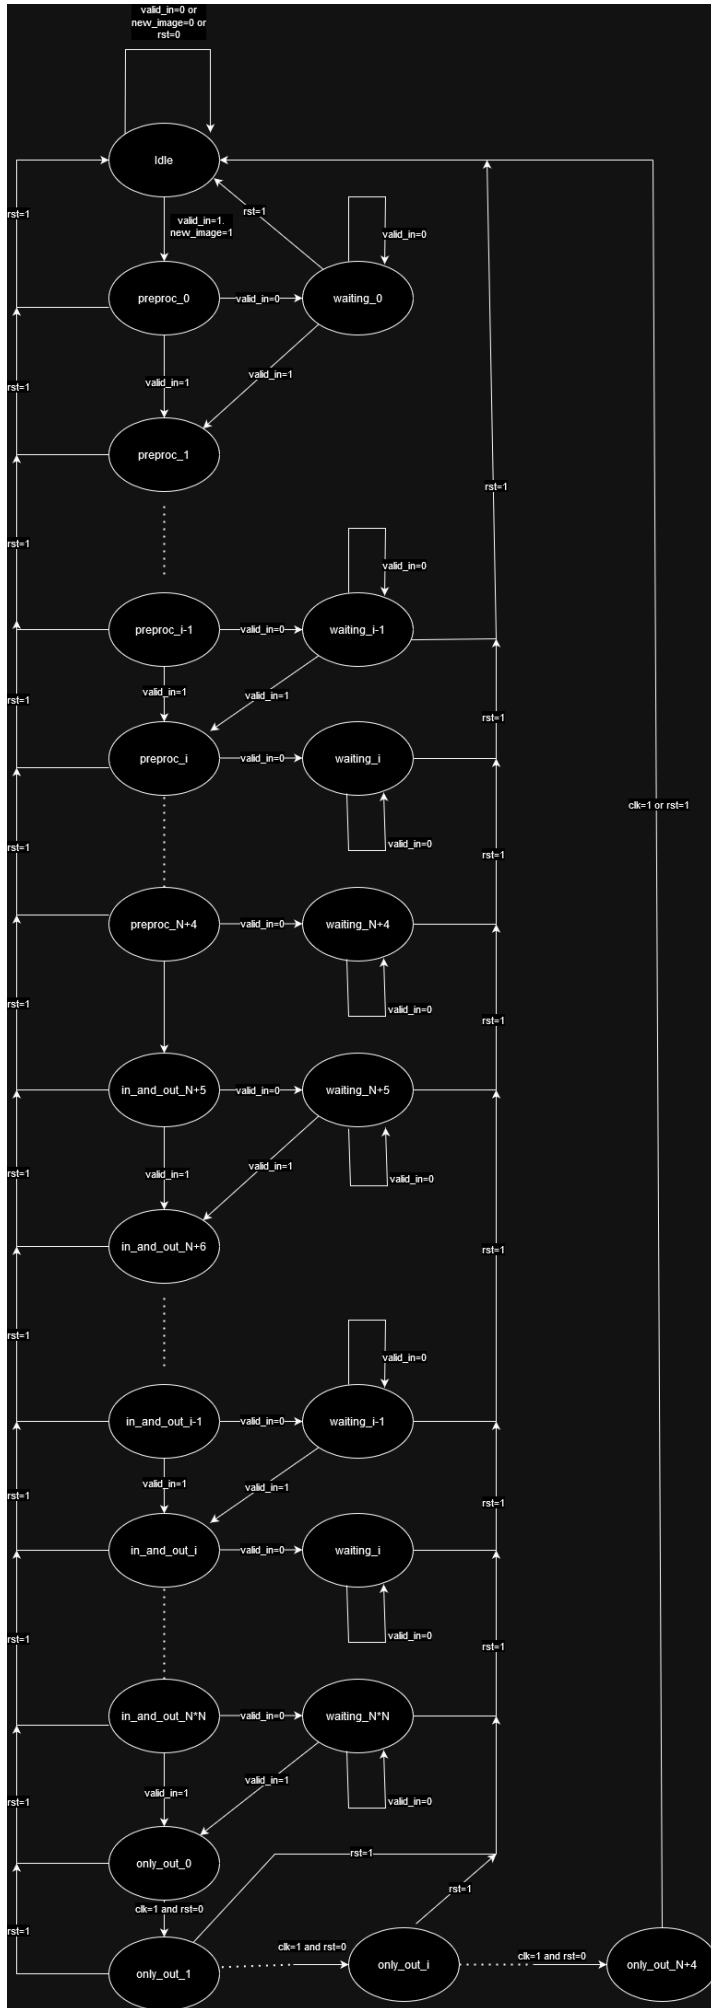 valid_in=0 or
new_image=0 or
rst=0
Idle
rst=1
rst=1
valid_in=1.
new_image=1
valid_in=0
preproc_0
valid_in=0
waiting_0
rst=1
valid_in=1
valid_in=1
preproc_1
rst=1
rst=1
valid_in=0
preproc_i-1
valid_in=0
waiting_i-1
rst=1
valid_in=1
valid_in=1
rst=1
preproc_i
valid_in=0
waiting_i
clk=1 or rst=1
rst=1
valid_in=0
rst=1
preproc_N+4
valid_in=0
waiting_N+4
rst=1
valid_in=0
rst=1
in_and_out_N+5
valid_in=0
waiting_N+5
rst=1
valid_in=1
valid_in=1
valid_in=0
in_and_out_N+6
rst=1
rst=1
valid_in=0
in_and_out_i-1
valid_in=0
waiting_i-1
rst=1
valid_in=1
valid_in=1
rst=1
in_and_out_i
valid_in=0
waiting_i
rst=1
valid_in=0
rst=1
in_and_out_N*N
valid_in=0
waiting_N*N
rst=1
valid_in=1
valid_in=1
valid_in=0
only_out_0
rst=1
clk=1 and rst=0
rst=1
rst=1
only_out_1
clk=1 and rst=0
only_out_i
clk=1 and rst=0
only_out_N+4